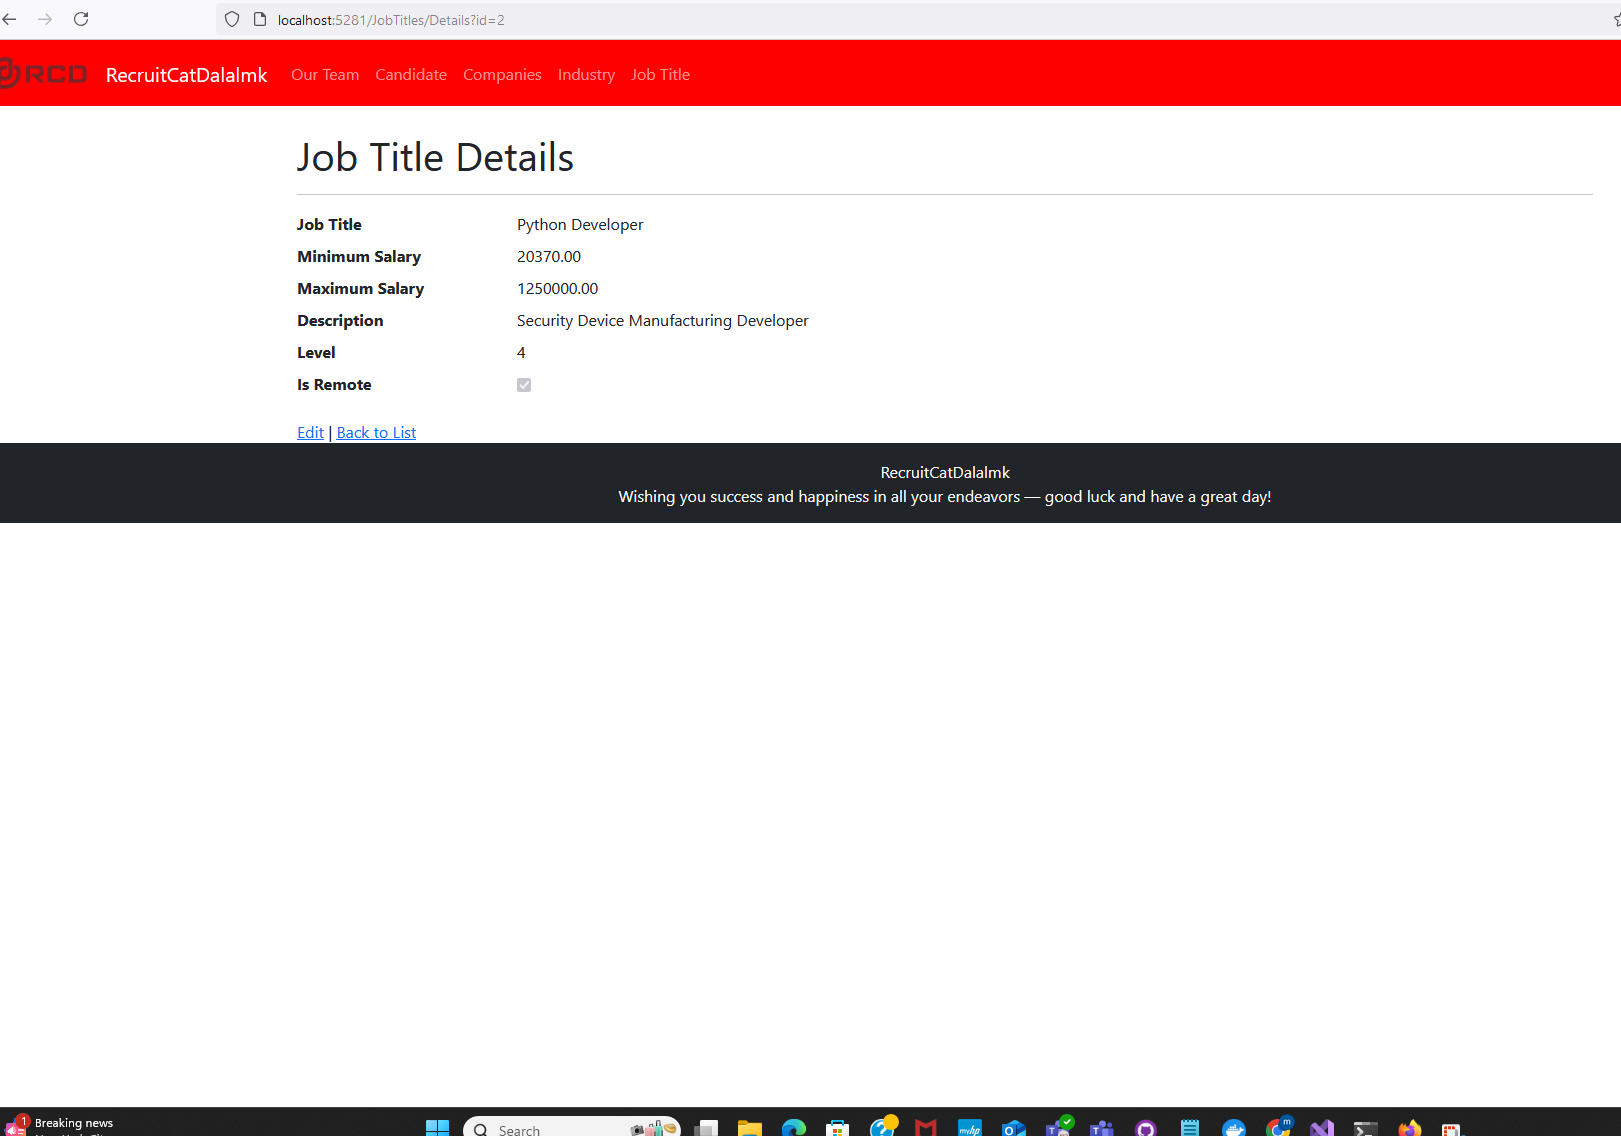 localhost:5281/JobTitles/Details?id=2
RCD RecruitCatDalalmk Our Team Candidate Companies Industry Job Title
Job Title Details
Job Title Python Developer
Minimum Salary 20370.00
Maximum Salary 1250000.00
Description Security Device Manufacturing Developer
Level 4
Is Remote
Edit | Back to List
RecruitCatDalalmk
Wishing you success and happiness in all your endeavors — good luck and have a great day!
1 Breaking news
Search
myhp
m